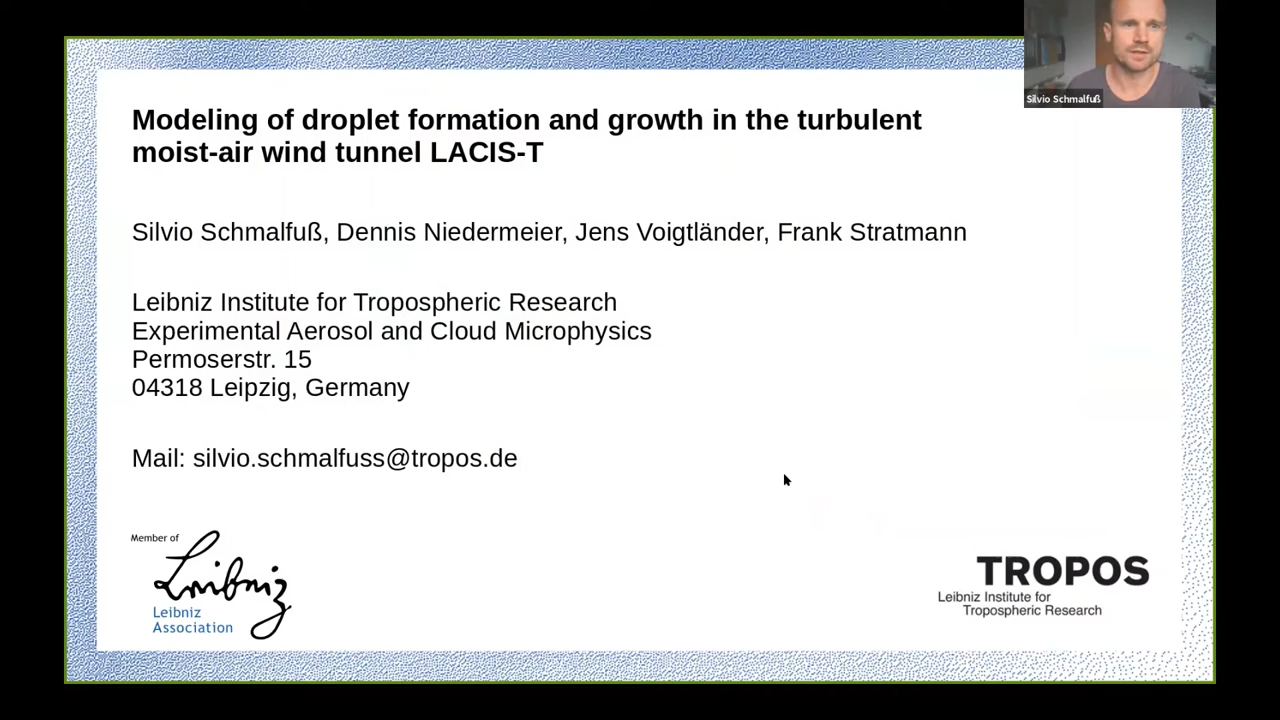 Modeling of droplet formation and growth in the turbulent
moist-air wind tunnel LACIS-T
Silvio Schmalfuß, Dennis Niedermeier, Jens Voigtländer, Frank Stratmann
Leibniz Institute for Tropospheric Research
Experimental Aerosol and Cloud Microphysics
Permoserstr. 15
04318 Leipzig, Germany
Mail: silvio.schmalfuss@tropos.de
Member of
Leibniz
Leibniz
Association
TROPOS
Leibniz Institute for
Tropospheric Research
Silvio Schmalfuß